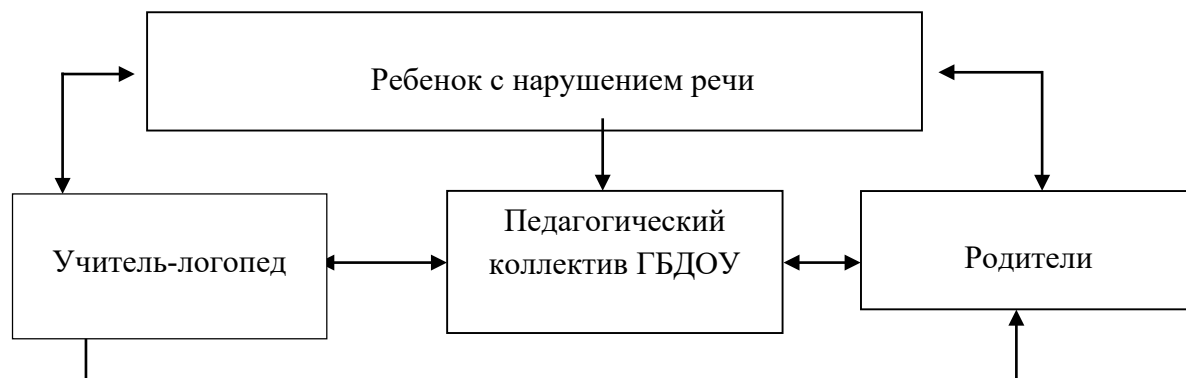 Ребенок с нарушением речи
Учитель-логопед
Педагогический
коллектив ГБДОУ
Родители